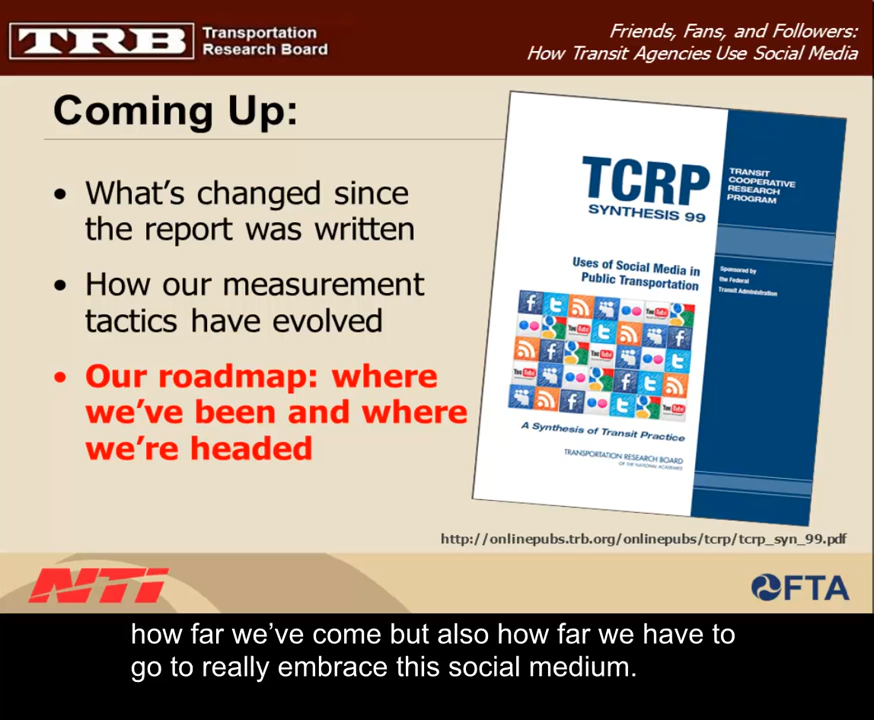 TRB
Transportation
Research Board
Friends, Fans, and Followers:
How Transit Agencies Use Social Media
Coming Up:
• What's changed since
the report was written
• How our measurement
tactics have evolved
• Our roadmap: where
we've been and where
we're headed
TCRP
SYNTHESIS 99
TRANSIT
COOPERATIVE
RESEARCH
PROGRAM
Uses of Social Media in
Public Transportation
Sponsored by
the Federal
Transit Administration
A Synthesis of Transit Practice
TRANSPORTATION RESEARCH BOARD
OF THE NATIONAL ACADEMIES
http://onlinepubs.trb.org/onlinepubs/tcrp/tcrp_syn_99.pdf
NTI
FTA
how far we've come but also how far we have to
go to really embrace this social medium.